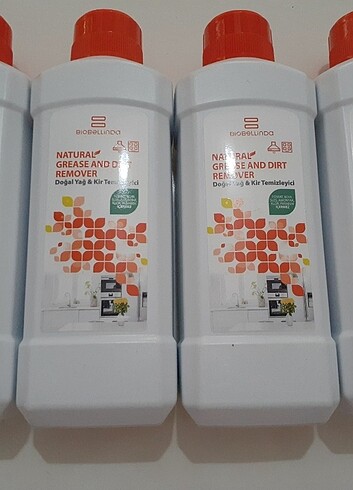 BIOBELLINDA
NATURAL
GREASE AND DIRT
REMOVER
Doğal Yağ & Kir Temizleyici
BIOBELLINDA
NATURAL
GREASE AND DIRT
REMOVER
Doğal Yağ & Kir Temizleyici